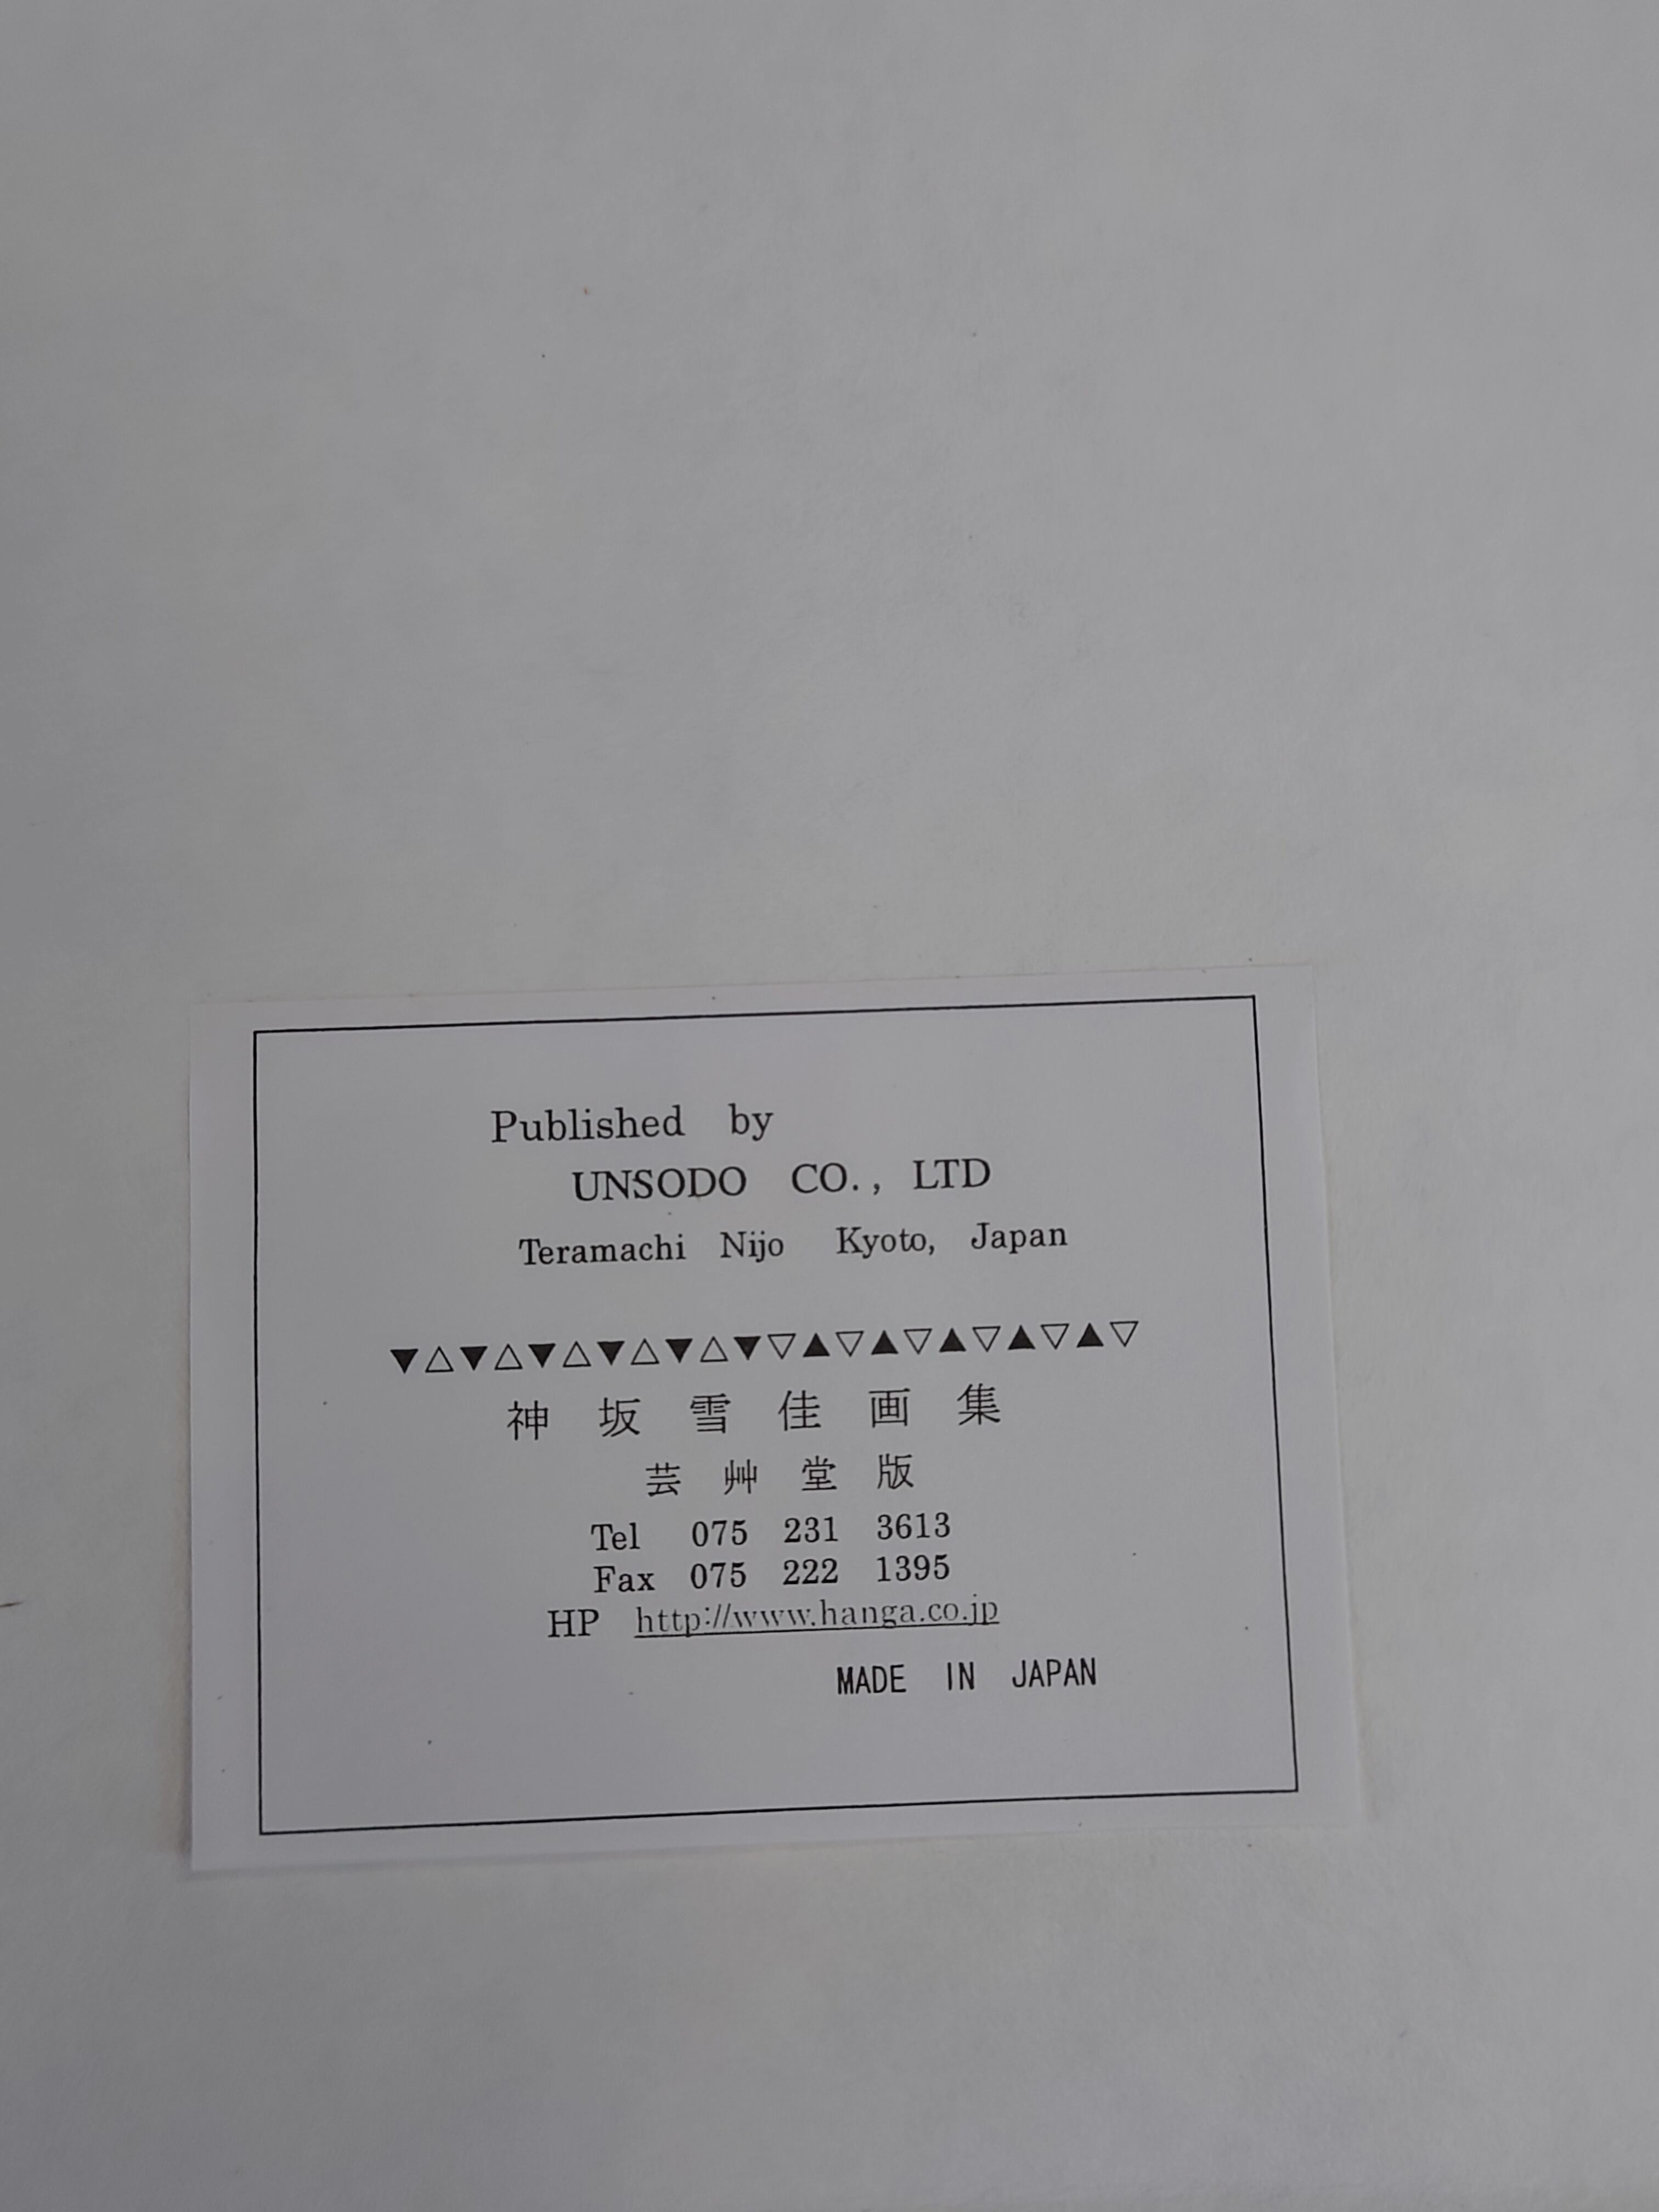 Published by
UNSODO CO., LTD
Teramachi Nijo Kyoto, Japan
▼△▼△▼△▼△▼△▼▽▲▽▲▽▲▽▲▽▲▽
神坂雪佳画集
芸艸堂版
Tel 075 231 3613
Fax 075 222 1395
HP http://www.hanga.co.jp
MADE IN JAPAN